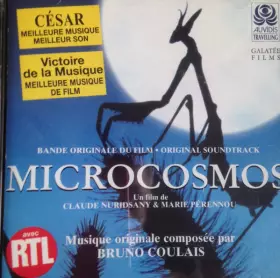 CÉSAR
MEILLEURE MUSIQUE
MEILLEUR SON
Victoire
de la Musique
MEILLEURE MUSIQUE
DE FILM
AUVIDIS
TRAVELLING
GALATÉE
FILMS
BANDE ORIGINALE DU FILM • ORIGINAL SOUNDTRACK
MICROCOSMOS
Un film de
CLAUDE NURIDSANY & MARIE PÉRENNOU
avec
RTL
Musique originale composée par
BRUNO COULAIS